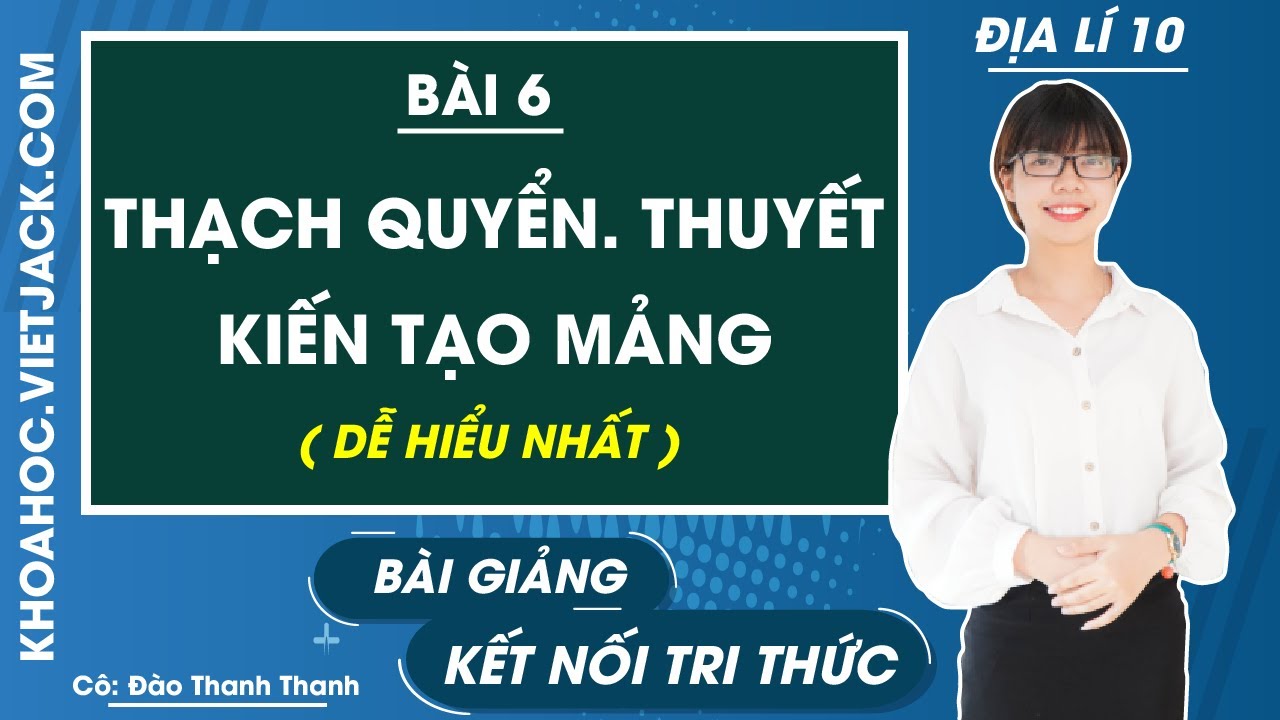 KHOAHOC.VIETJACK.COM
ĐỊA LÍ 10
BÀI 6
THẠCH QUYỂN. THUYẾT
KIẾN TẠO MẢNG
( DỄ HIỂU NHẤT )
BÀI GIẢNG
KẾT NỐI TRI THỨC
Cô: Đào Thanh Thanh